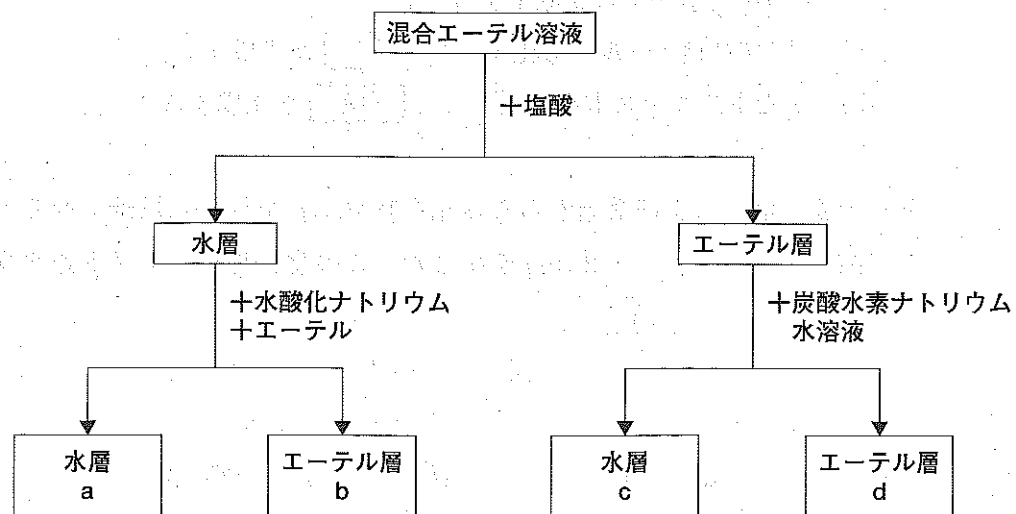 混合エーテル溶液
＋塩酸
水層
エーテル層
＋水酸化ナトリウム
＋エーテル
＋炭酸水素ナトリウム
水溶液
水層
a
エーテル層
b
水層
c
エーテル層
d